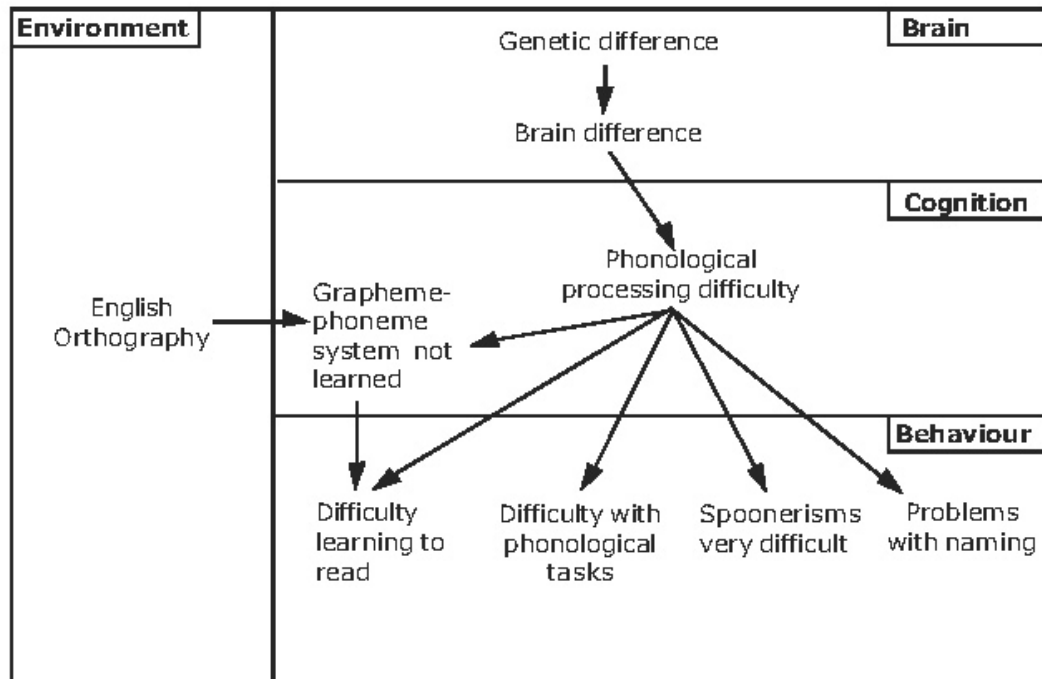 Environment
Brain
Genetic difference
Brain difference
Cognition
Phonological
processing difficulty
English
Orthography
Grapheme-
phoneme
system not
learned
Behaviour
Difficulty
learning to
read
Difficulty with
phonological
tasks
Spoonerisms
very difficult
Problems
with naming